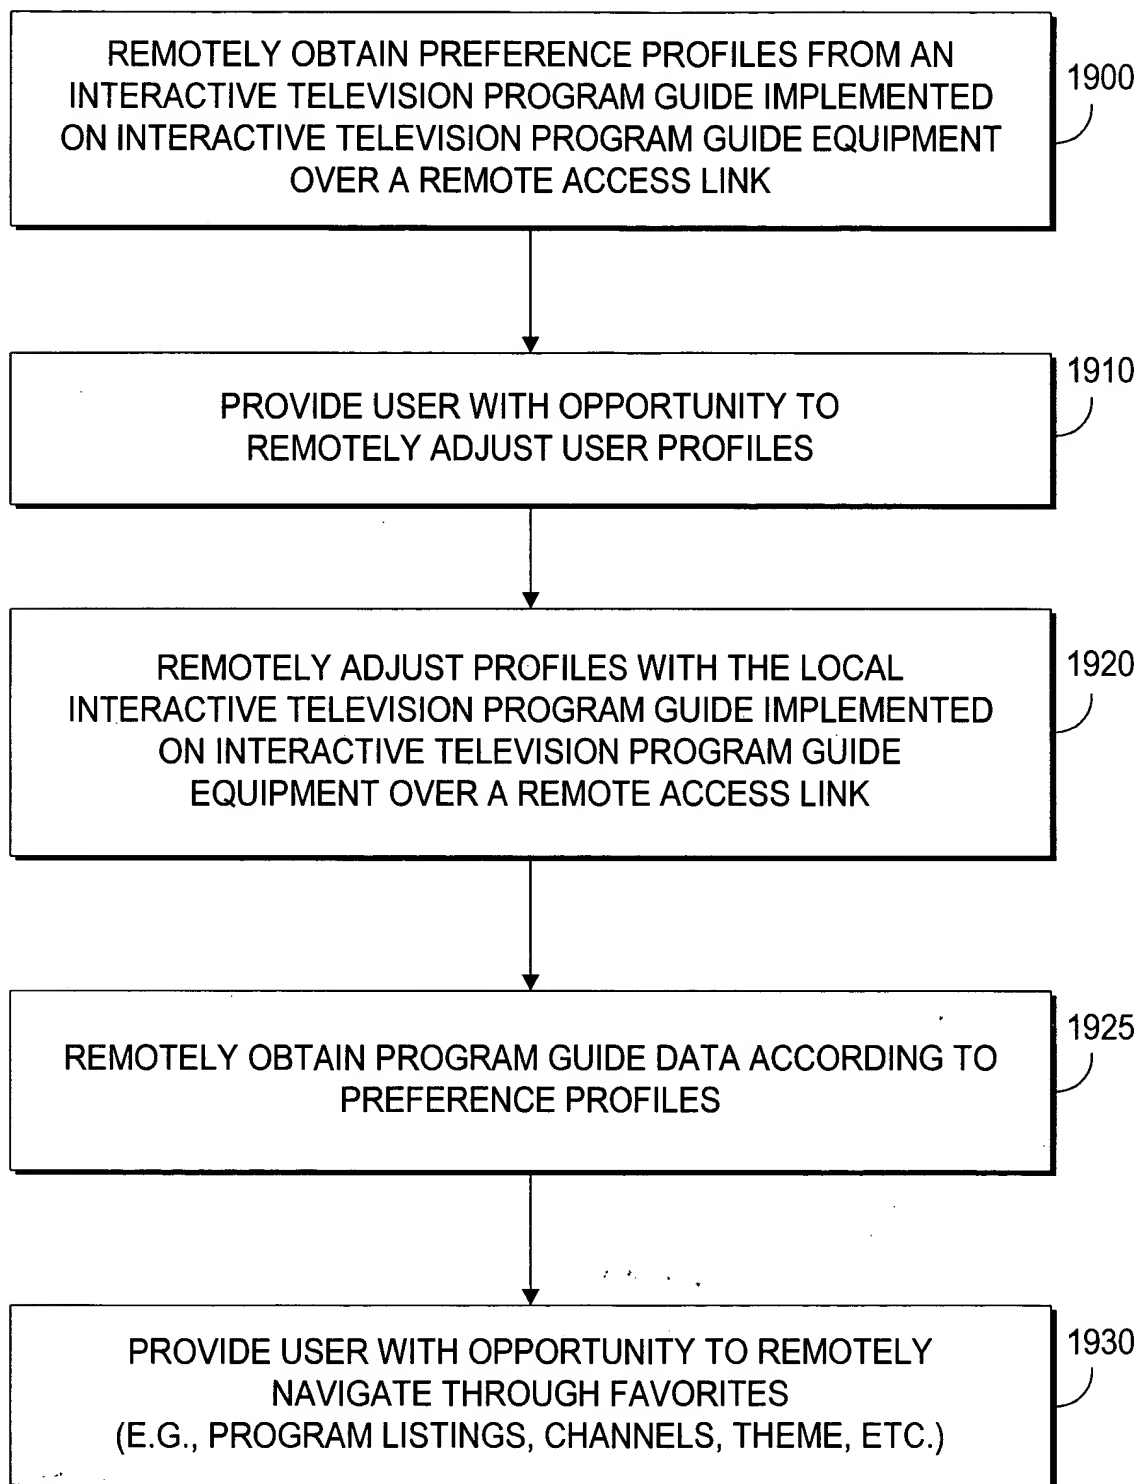 REMOTELY OBTAIN PREFERENCE PROFILES FROM AN
INTERACTIVE TELEVISION PROGRAM GUIDE IMPLEMENTED
ON INTERACTIVE TELEVISION PROGRAM GUIDE EQUIPMENT
OVER A REMOTE ACCESS LINK
1900
PROVIDE USER WITH OPPORTUNITY TO
REMOTELY ADJUST USER PROFILES
1910
REMOTELY ADJUST PROFILES WITH THE LOCAL
INTERACTIVE TELEVISION PROGRAM GUIDE IMPLEMENTED
ON INTERACTIVE TELEVISION PROGRAM GUIDE
EQUIPMENT OVER A REMOTE ACCESS LINK
1920
REMOTELY OBTAIN PROGRAM GUIDE DATA ACCORDING TO
PREFERENCE PROFILES
1925
PROVIDE USER WITH OPPORTUNITY TO REMOTELY
NAVIGATE THROUGH FAVORITES
(E.G., PROGRAM LISTINGS, CHANNELS, THEME, ETC.)
1930